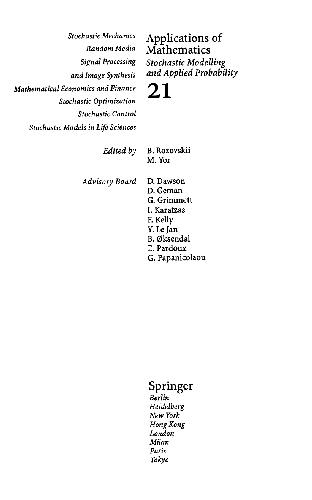 Stochastic Mechanics
Random Media
Signal Processing
and Image Synthesis
Mathematical Economics and Finance
Stochastic Optimization
Stochastic Control
Stochastic Models in Life Sciences
Applications of
Mathematics
Stochastic Modelling
and Applied Probability
21
Edited by B. Rozovskii
M. Yor
Advisory Board D. Dawson
D. Geman
G. Grimmett
I. Karatzas
F. Kelly
Y. Le Jan
B. Øksendal
E. Pardoux
G. Papanicolaou
Springer
Berlin
Heidelberg
New York
Hong Kong
London
Milan
Paris
Tokyo